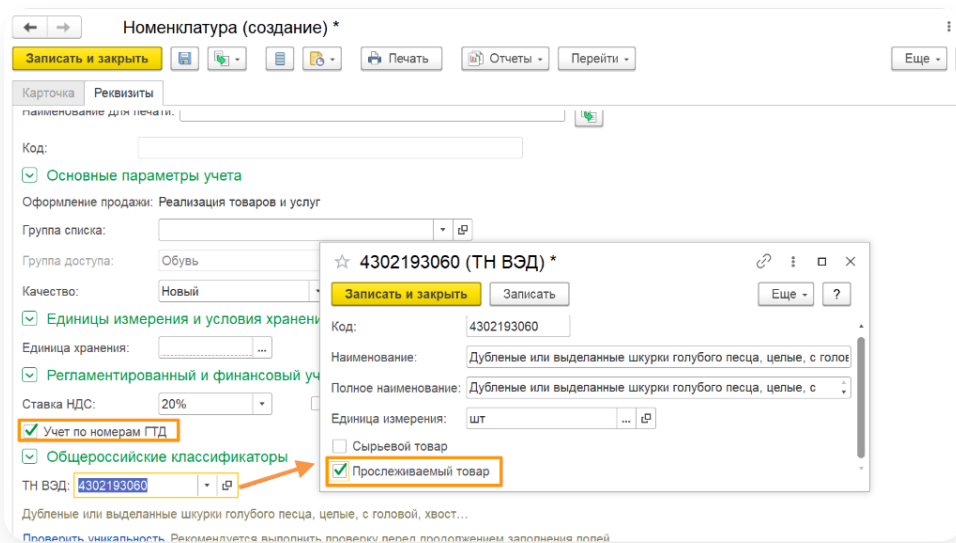 Номенклатура (создание) *
Записать и закрыть Печать Отчеты Перейти Еще
Карточка Реквизиты
Наименование для печати:
Код:
Основные параметры учета
Оформление продажи: Реализация товаров и услуг
Группа списка:
Группа доступа: Обувь
Качество: Новый
Единицы измерения и условия хранени
Единица хранения: ...
Регламентированный и финансовый уч
Ставка НДС: 20%
Учет по номерам ГТД
Общероссийские классификаторы
ТН ВЭД: 4302193060
Дубленые или выделанные шкурки голубого песца, целые, с головой, хвост...
Проверить уникальность Рекомендуется выполнить проверку перед продолжением заполнения полей
4302193060 (ТН ВЭД) *
Записать и закрыть Записать Еще ?
Код: 4302193060
Наименование: Дубленые или выделанные шкурки голубого песца, целые, с голов
Полное наименование: Дубленые или выделанные шкурки голубого песца, целые, с
Единица измерения: шт ...
Сырьевой товар
Прослеживаемый товар